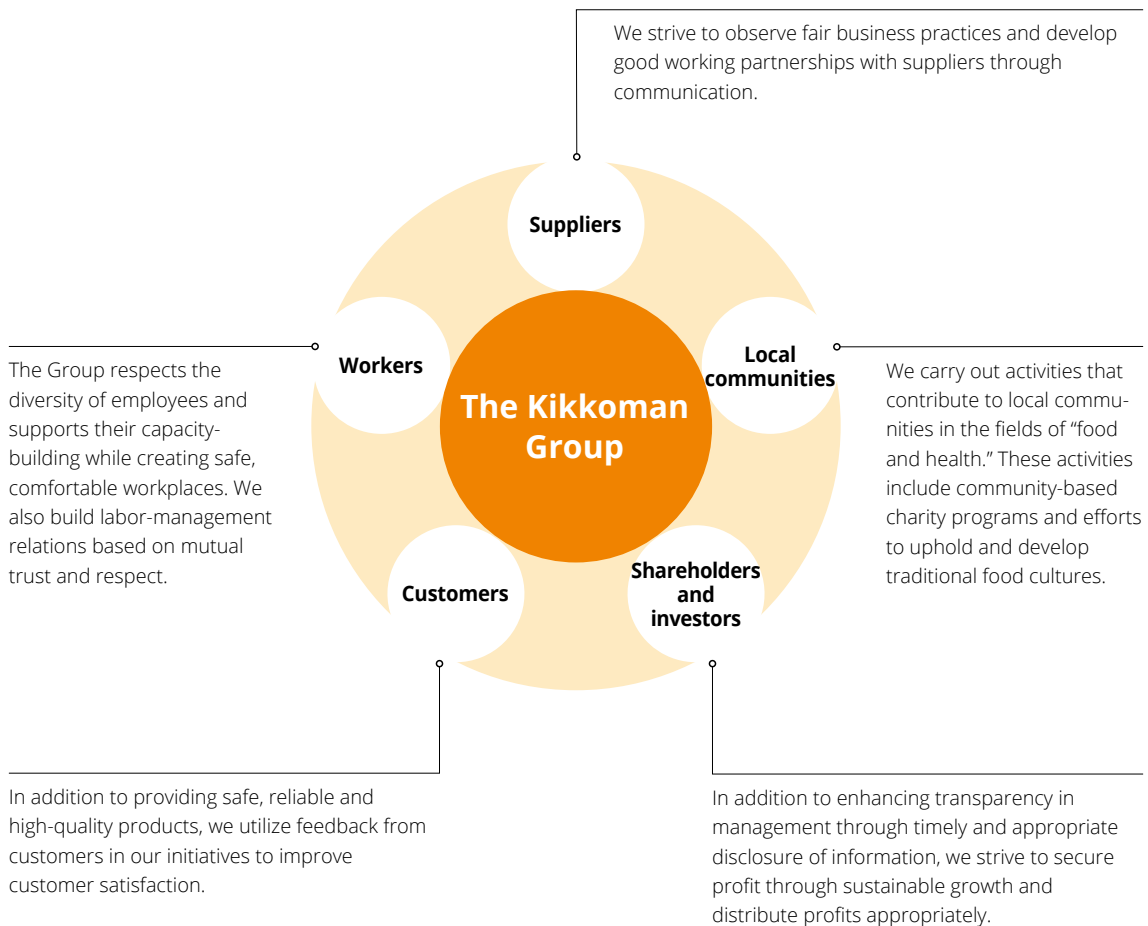 We strive to observe fair business practices and develop
good working partnerships with suppliers through
communication.
Suppliers
Workers
Local
communities
The Kikkoman
Group
Customers
Shareholders
and
investors
The Group respects the
diversity of employees and
supports their capacity-
building while creating safe,
comfortable workplaces. We
also build labor-management
relations based on mutual
trust and respect.
We carry out activities that
contribute to local commu-
nities in the fields of “food
and health.” These activities
include community-based
charity programs and efforts
to uphold and develop
traditional food cultures.
In addition to providing safe, reliable and
high-quality products, we utilize feedback from
customers in our initiatives to improve
customer satisfaction.
In addition to enhancing transparency in
management through timely and appropriate
disclosure of information, we strive to secure
profit through sustainable growth and
distribute profits appropriately.